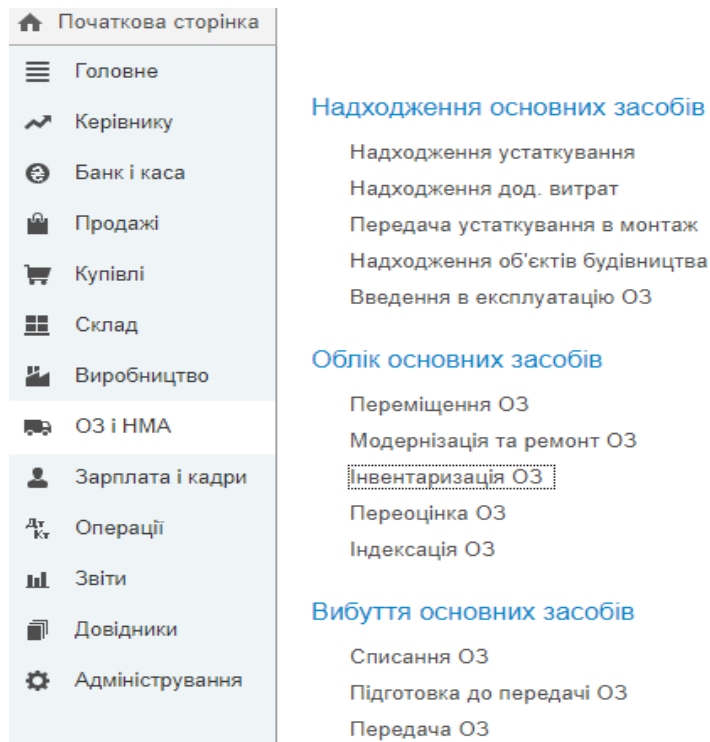 Початкова сторінка
Головне
Керівнику
Банк і каса
Продажі
Купівлі
Склад
Виробництво
ОЗ і НМА
Зарплата і кадри
Дт Кт Операції
Звіти
Довідники
Адміністрування
Надходження основних засобів
Надходження устаткування
Надходження дод. витрат
Передача устаткування в монтаж
Надходження об'єктів будівництва
Введення в експлуатацію ОЗ
Облік основних засобів
Переміщення ОЗ
Модернізація та ремонт ОЗ
Інвентаризація ОЗ
Переоцінка ОЗ
Індексація ОЗ
Вибуття основних засобів
Списання ОЗ
Підготовка до передачі ОЗ
Передача ОЗ